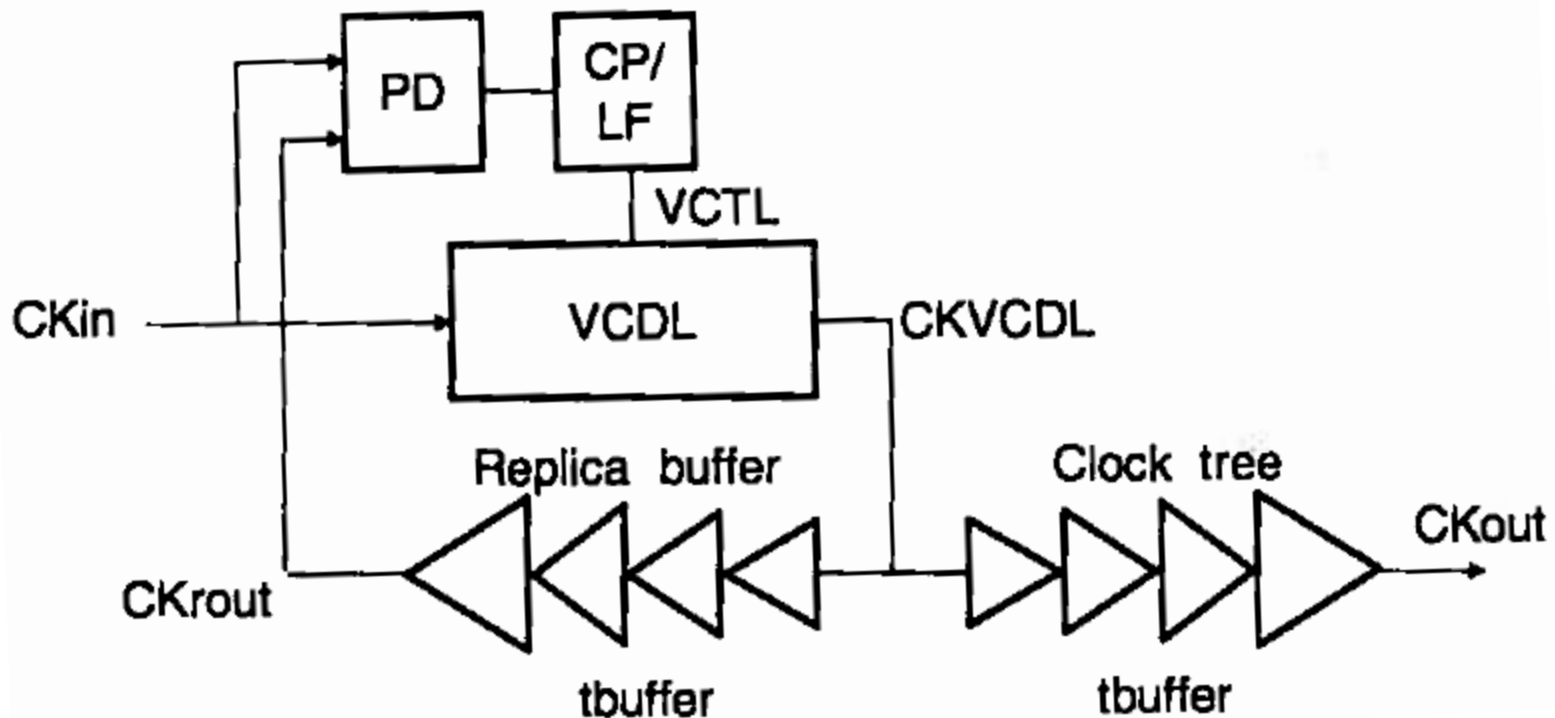 PD
CP/
LF
VCTL
CKin
VCDL
CKVCDL
Replica buffer
Clock tree
CKout
CKrout
tbuffer
tbuffer